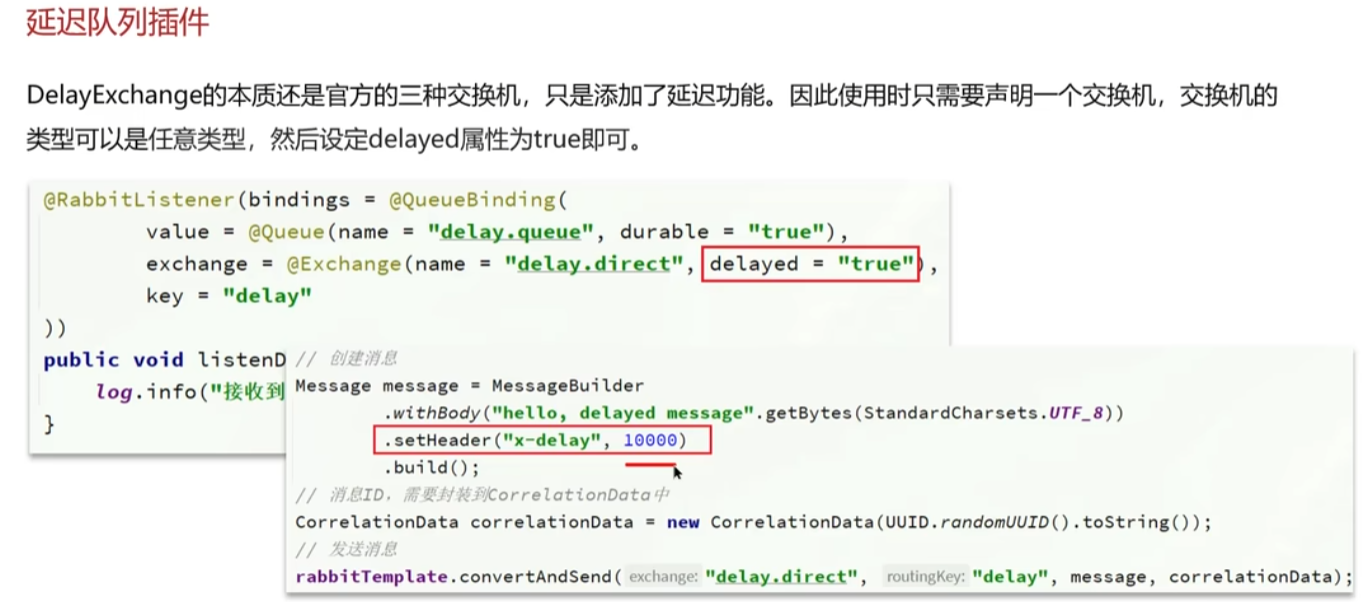 延迟队列插件
DelayExchange的本质还是官方的三种交换机，只是添加了延迟功能。因此使用时只需要声明一个交换机，交换机的
类型可以是任意类型，然后设定delayed属性为true即可。
@RabbitListener(bindings = @QueueBinding(
value = @Queue(name = "delay.queue", durable = "true"),
exchange = @Exchange(name = "delay.direct", delayed = "true"),
key = "delay"
))
public void listenD
log.info("接收到
}
// 创建消息
Message message = MessageBuilder
.withBody("hello, delayed message".getBytes(StandardCharsets.UTF_8))
.setHeader("x-delay", 10000)
.build();
// 消息ID，需要封装到CorrelationData中
CorrelationData correlationData = new CorrelationData(UUID.randomUUID().toString());
// 发送消息
rabbitTemplate.convertAndSend( exchange: "delay.direct", routingKey: "delay", message, correlationData);